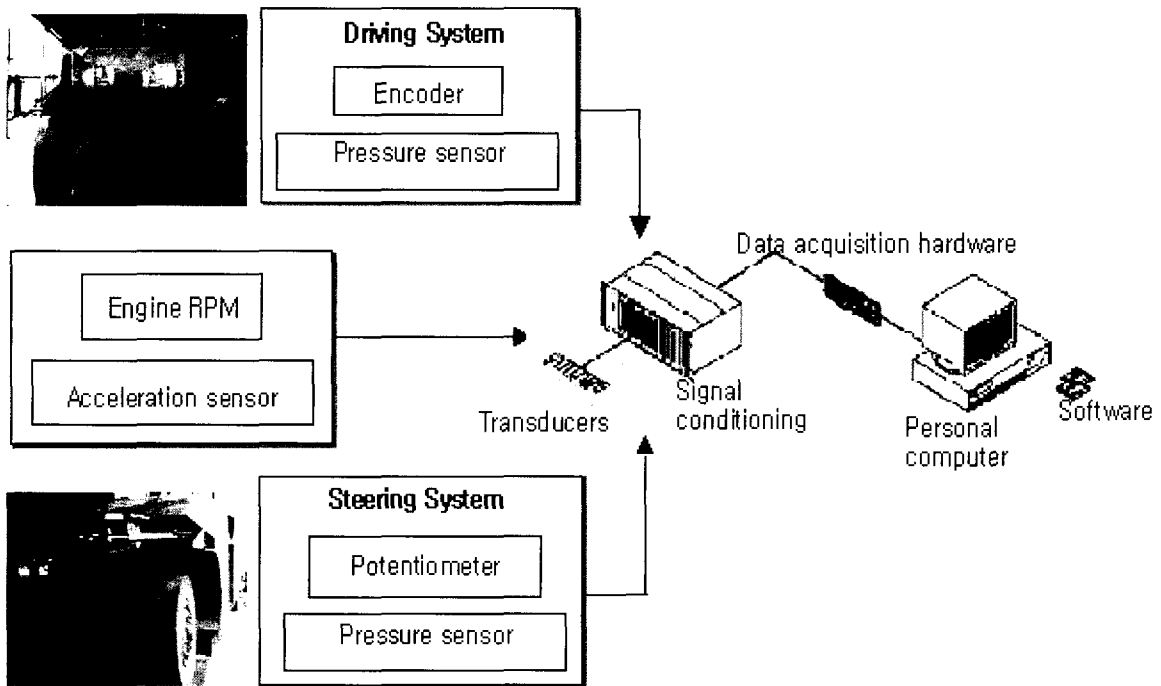 Driving System
Encoder
Pressure sensor
Engine RPM
Acceleration sensor
Data acquisition hardware
Transducers
Signal
conditioning
Personal
computer
Software
Steering System
Potentiometer
Pressure sensor